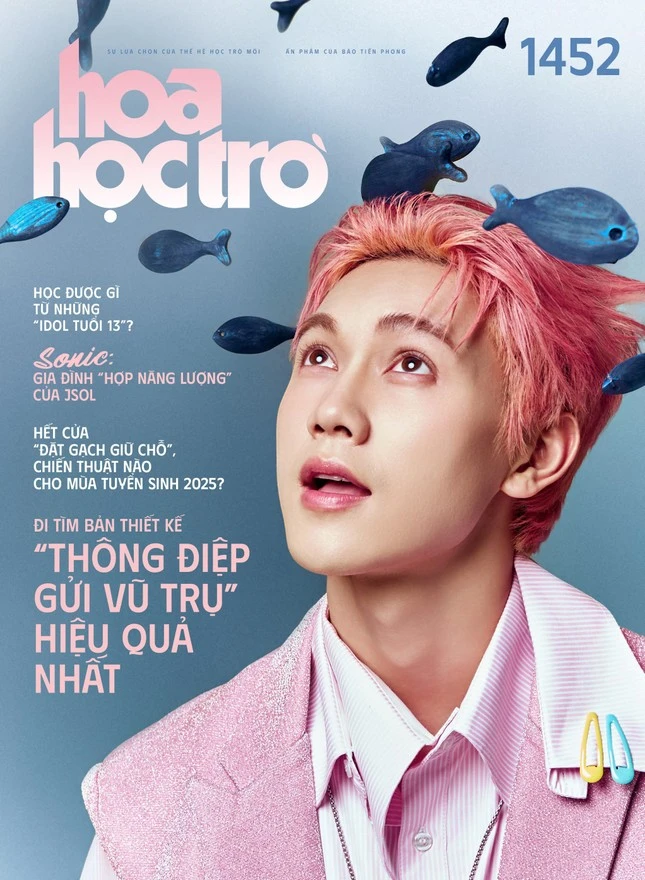 SỰ LỰA CHỌN CỦA THẾ HỆ HỌC TRÒ MỚI
ẤN PHẨM CỦA BÁO TIỀN PHONG
1452
hoa
học trò
HỌC ĐƯỢC GÌ
TỪ NHỮNG
“IDOL TUỔI 13”?
Sonic:
GIA ĐÌNH “HỢP NĂNG LƯỢNG”
CỦA JSOL
HẾT CỬA
“ĐẶT GẠCH GIỮ CHỖ”,
CHIẾN THUẬT NÀO
CHO MÙA TUYỂN SINH 2025?
ĐI TÌM BẢN THIẾT KẾ
“THÔNG ĐIỆP
GỬI VŨ TRỤ”
HIỆU QUẢ
NHẤT